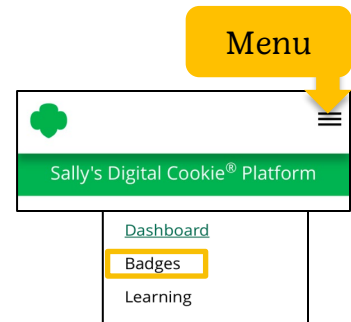 Menu
Sally's Digital Cookie® Platform
Dashboard
Badges
Learning